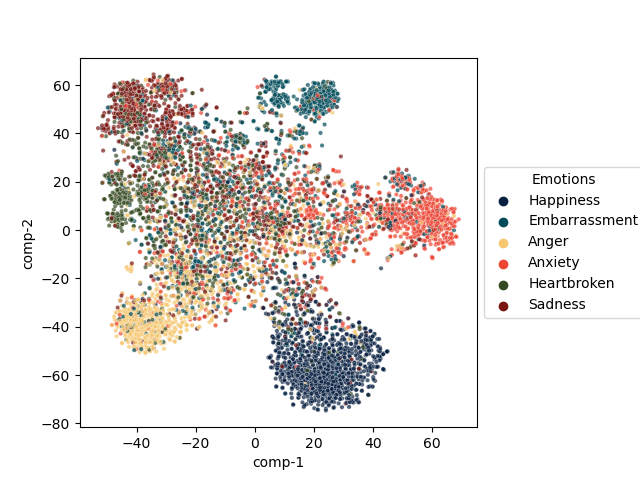 60
40
20
0
−20
−40
−60
−80
comp-2
−40 −20 0 20 40 60
comp-1
Emotions
Happiness
Embarrassment
Anger
Anxiety
Heartbroken
Sadness